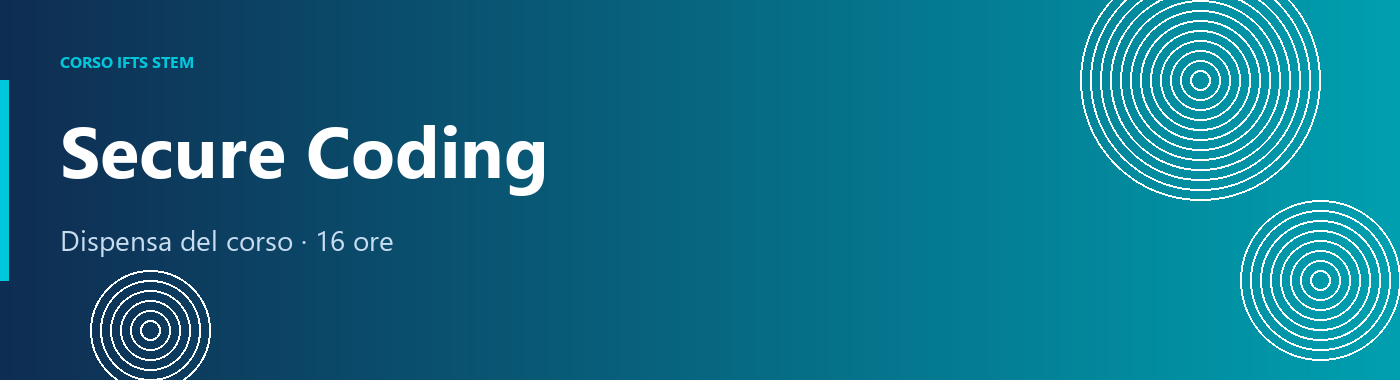 CORSO IFTS STEM
Secure Coding
Dispensa del corso · 16 ore